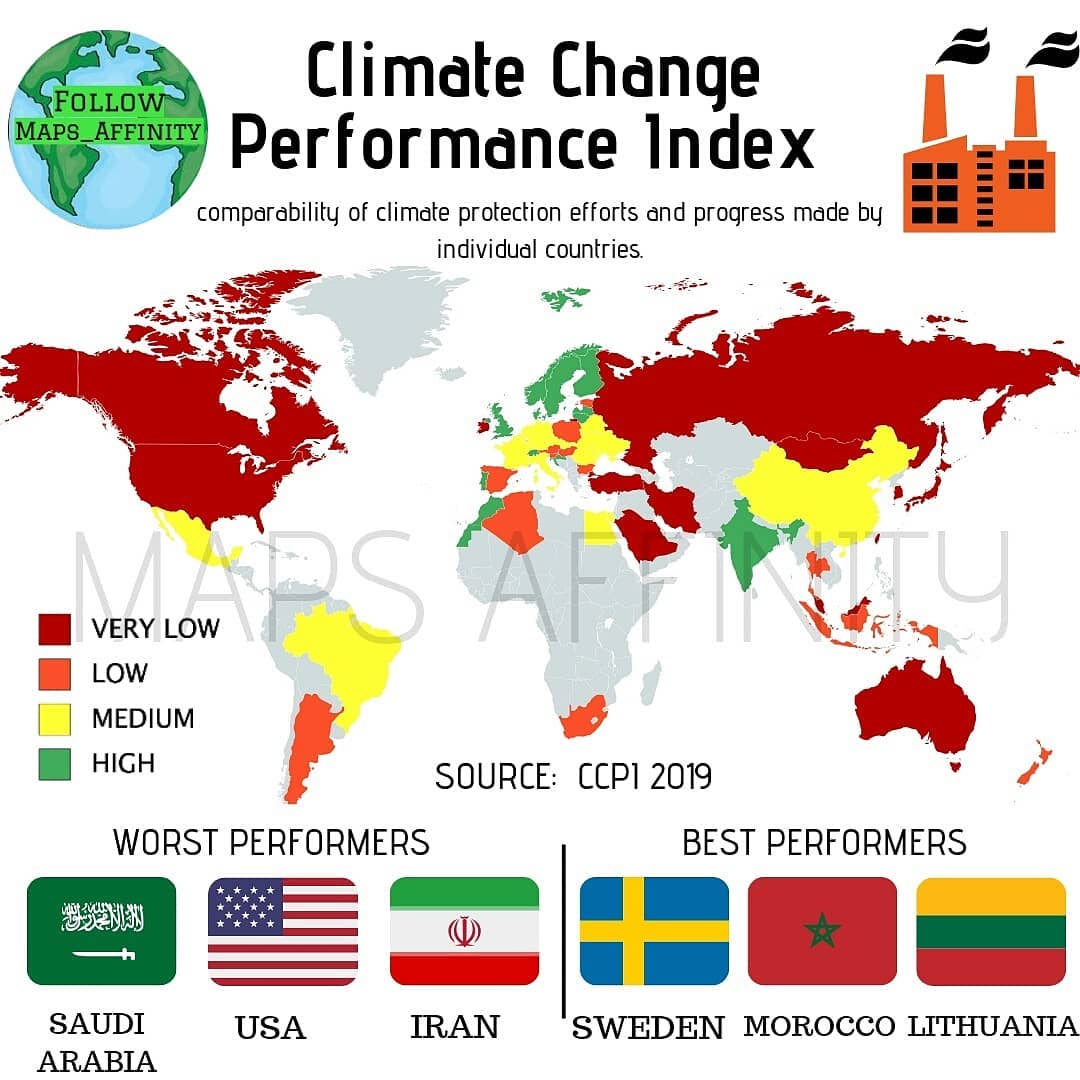 FOLLOW
MAPS_AFFINITY
Climate Change
Performance Index
comparability of climate protection efforts and progress made by
individual countries.
MAPS AFFINITY
VERY LOW
LOW
MEDIUM
HIGH
SOURCE: CCPI 2019
WORST PERFORMERS
BEST PERFORMERS
SAUDI
ARABIA
USA
IRAN
SWEDEN
MOROCCO
LITHUANIA